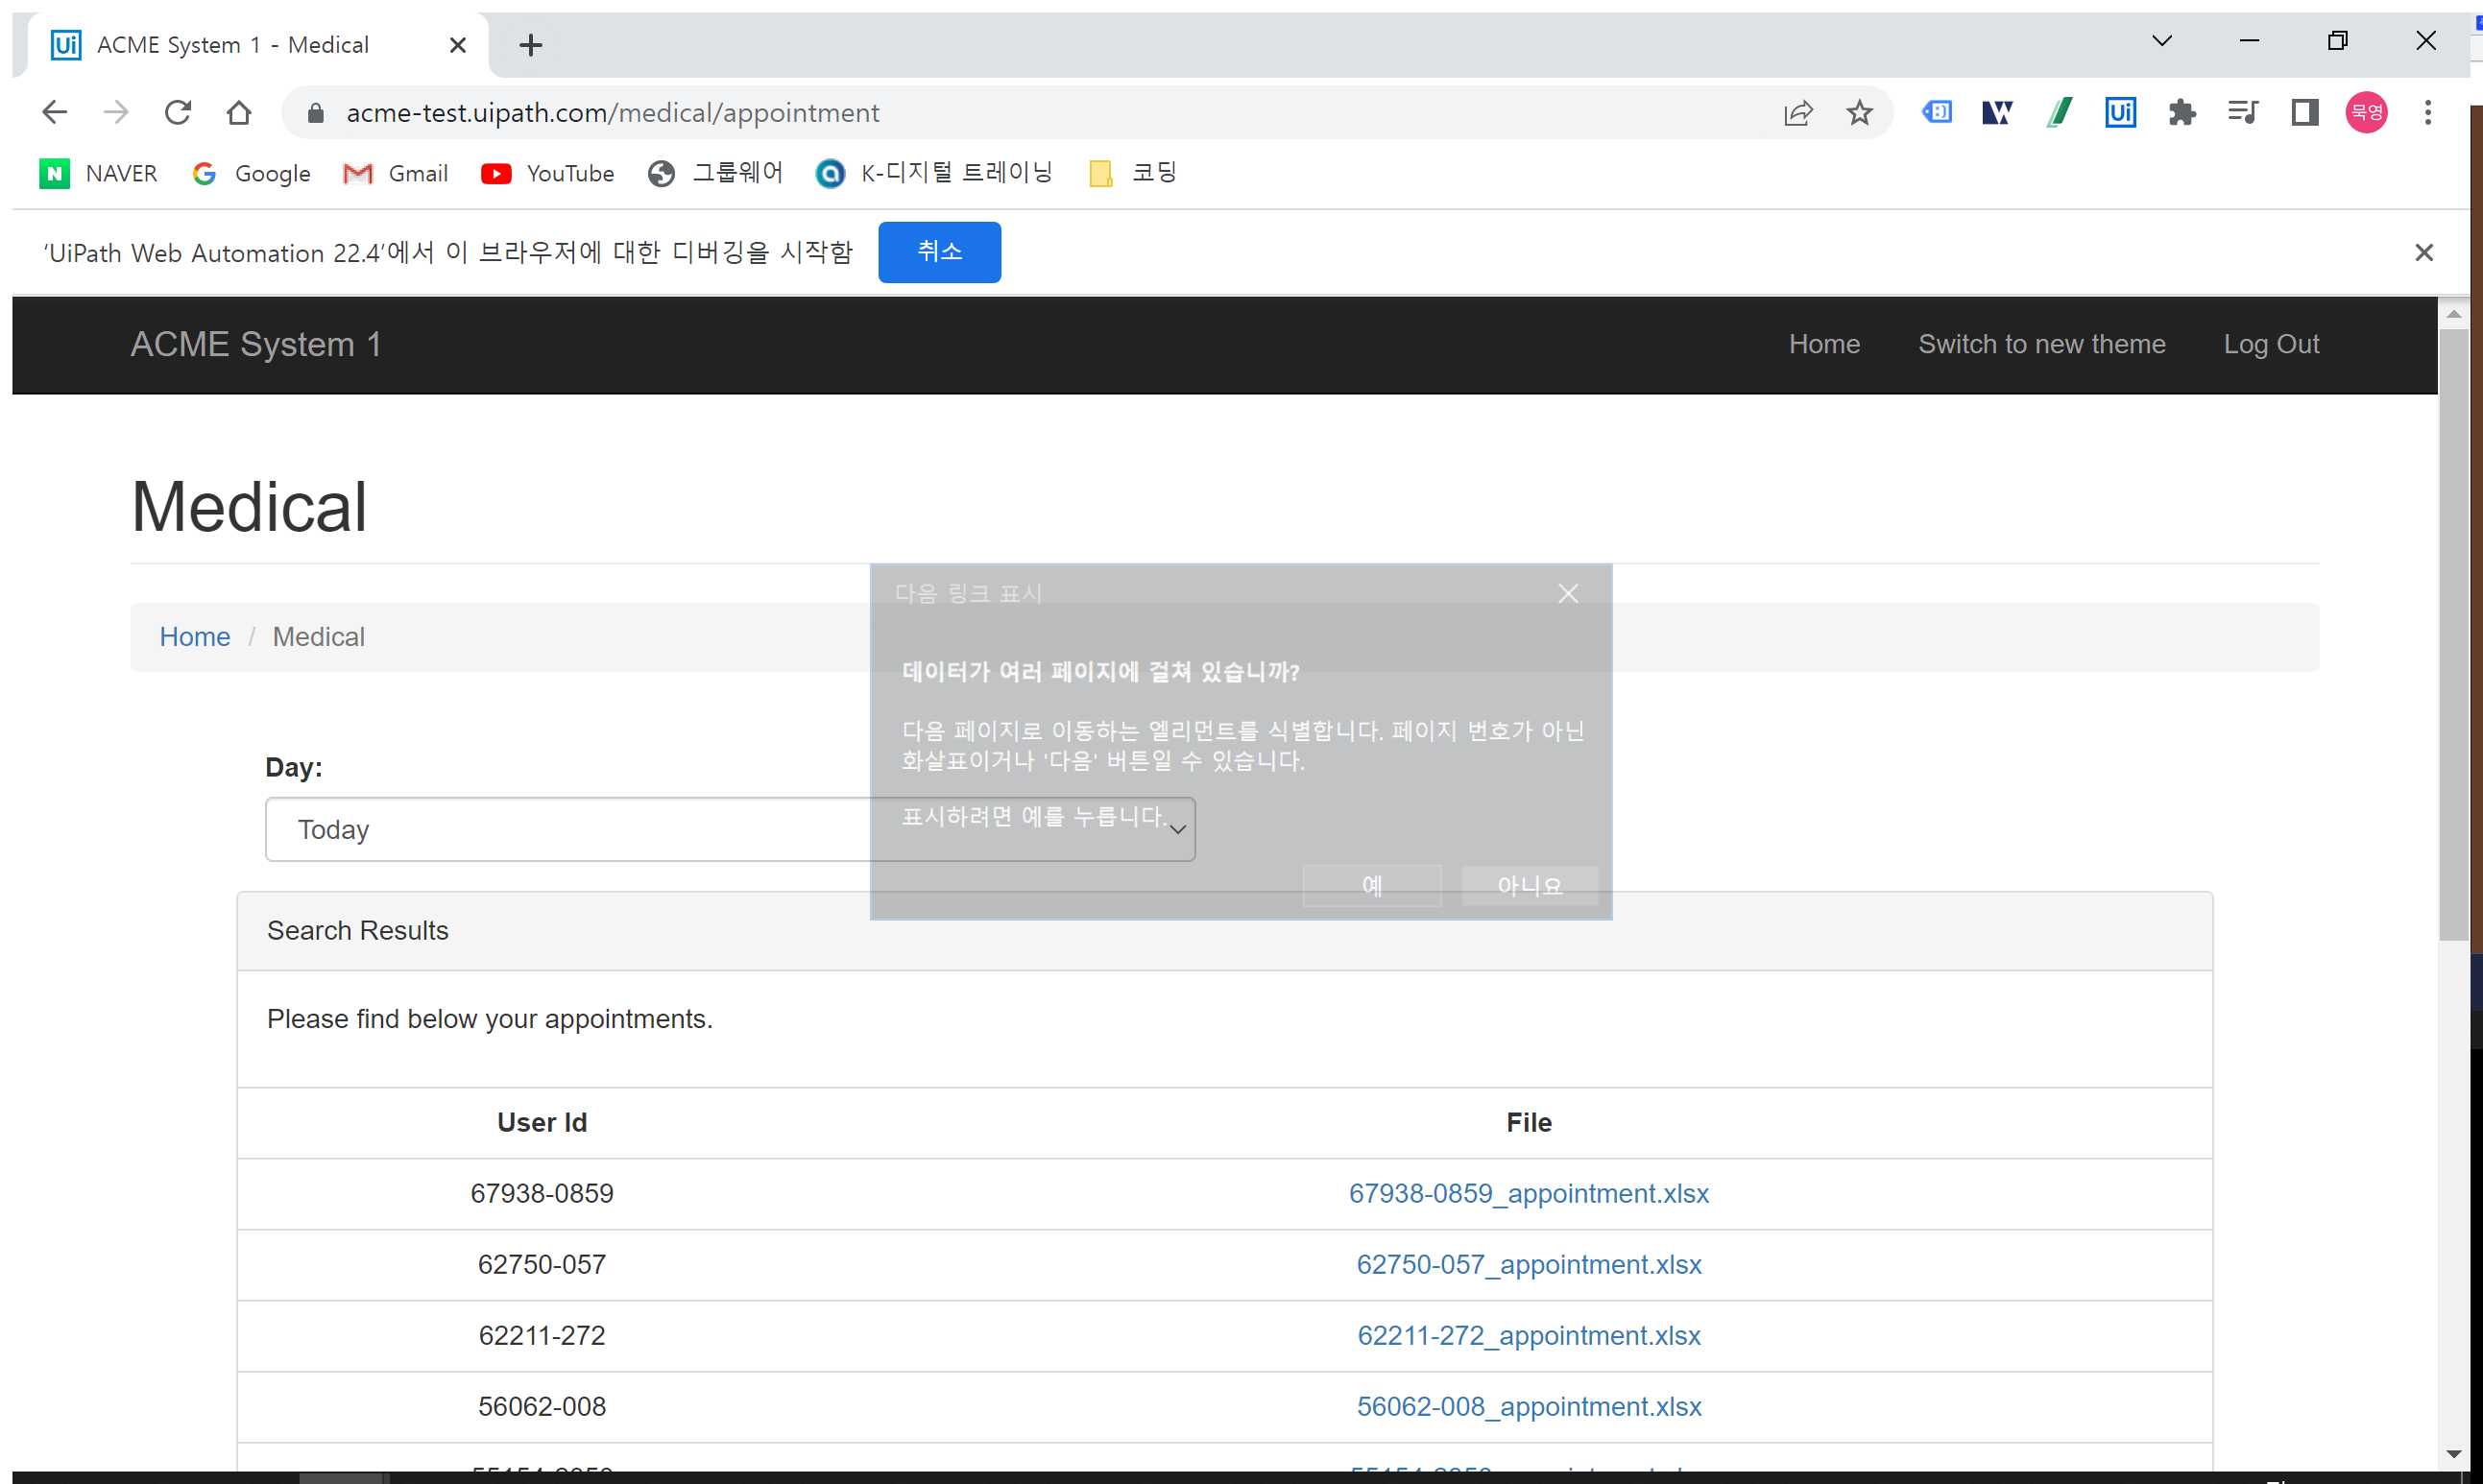 ACME System 1 - Medical
acme-test.uipath.com/medical/appointment
묵영
NAVER Google Gmail YouTube 그룹웨어 K-디지털 트레이닝 코딩
'UiPath Web Automation 22.4'에서 이 브라우저에 대한 디버깅을 시작함 취소
ACME System 1 Home Switch to new theme Log Out
Medical
다음 링크 표시
Home / Medical
데이터가 여러 페이지에 걸쳐 있습니까?
다음 페이지로 이동하는 엘리먼트를 식별합니다. 페이지 번호가 아닌
화살표이거나 '다음' 버튼일 수 있습니다.
표시하려면 예를 누릅니다.
예 아니요
Day:
Today
Search Results
Please find below your appointments.
User Id File
67938-0859 67938-0859_appointment.xlsx
62750-057 62750-057_appointment.xlsx
62211-272 62211-272_appointment.xlsx
56062-008 56062-008_appointment.xlsx